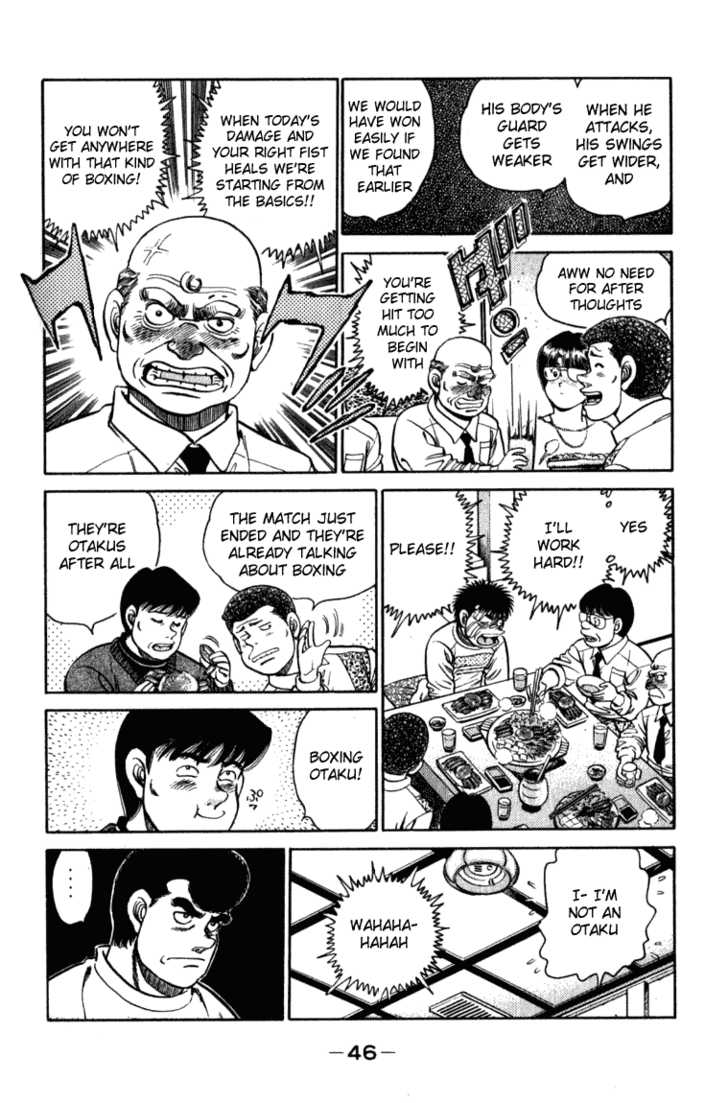 WHEN HE
ATTACKS,
HIS SWINGS
GET WIDER,
AND
HIS BODY'S
GUARD
GETS
WEAKER
WE WOULD
HAVE WON
EASILY IF
WE FOUND
THAT
EARLIER
AWW NO NEED
FOR AFTER
THOUGHTS
YOU'RE
GETTING
HIT TOO
MUCH TO
BEGIN
WITH
WHEN TODAY'S
DAMAGE AND
YOUR RIGHT FIST
HEALS WE'RE
STARTING FROM
THE BASICS!!
YOU WON'T
GET ANYWHERE
WITH THAT KIND
OF BOXING!
YES
I'LL
WORK
HARD!!
PLEASE!!
THE MATCH JUST
ENDED AND THEY'RE
ALREADY TALKING
ABOUT BOXING
THEY'RE
OTAKUS
AFTER ALL
BOXING
OTAKU!
I- I'M
NOT AN
OTAKU
WAHAHA-
HAHAH
....
-46-